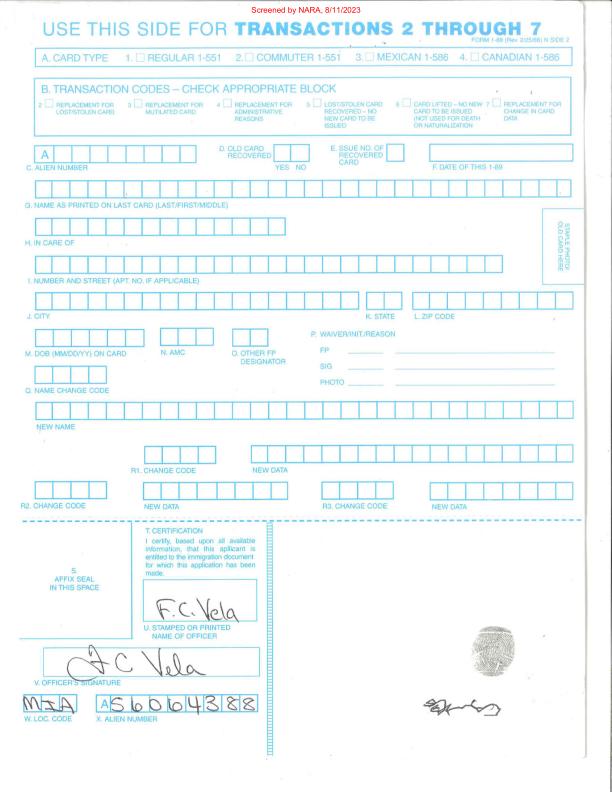 Screened by NARA, 8/11/2023
USE THIS SIDE FOR TRANSACTIONS 2 THROUGH 7
FORM 1-89 (Rev 2/25/86) N SIDE 2
A. CARD TYPE 1. REGULAR 1-551 2. COMMUTER 1-551 3. MEXICAN 1-586 4. CANADIAN 1-586
B. TRANSACTION CODES – CHECK APPROPRIATE BLOCK
2 REPLACEMENT FOR LOST/STOLEN CARD
3 REPLACEMENT FOR MUTILATED CARD
4 REPLACEMENT FOR ADMINISTRATIVE REASONS
5 LOST/STOLEN CARD RECOVERED – NO NEW CARD TO BE ISSUED
6 CARD LIFTED – NO NEW CARD TO BE ISSUED (NOT USED FOR DEATH OR NATURALIZATION
7 REPLACEMENT FOR CHANGE IN CARD DATA
A
C. ALIEN NUMBER
D. OLD CARD RECOVERED
YES NO
E. ISSUE NO. OF RECOVERED CARD
F. DATE OF THIS 1-89
G. NAME AS PRINTED ON LAST CARD (LAST/FIRST/MIDDLE)
H. IN CARE OF
STAPLE PHOTO/
OLD CARD HERE
I. NUMBER AND STREET (APT. NO. IF APPLICABLE)
J. CITY K. STATE L. ZIP CODE
M. DOB (MM/DD/YY) ON CARD N. AMC O. OTHER FP DESIGNATOR
P. WAIVER/INIT./REASON
FP
SIG
PHOTO
Q. NAME CHANGE CODE
NEW NAME
R1. CHANGE CODE NEW DATA
R2. CHANGE CODE NEW DATA R3. CHANGE CODE NEW DATA
S.
AFFIX SEAL
IN THIS SPACE
T. CERTIFICATION
I certify, based upon all available
information, that this applicant is
entitled to the immigration document
for which this application has been
made.
F.C. Vela
U. STAMPED OR PRINTED
NAME OF OFFICER
F C Vela
V. OFFICER'S SIGNATURE
MIA A56064388
W. LOC. CODE X. ALIEN NUMBER